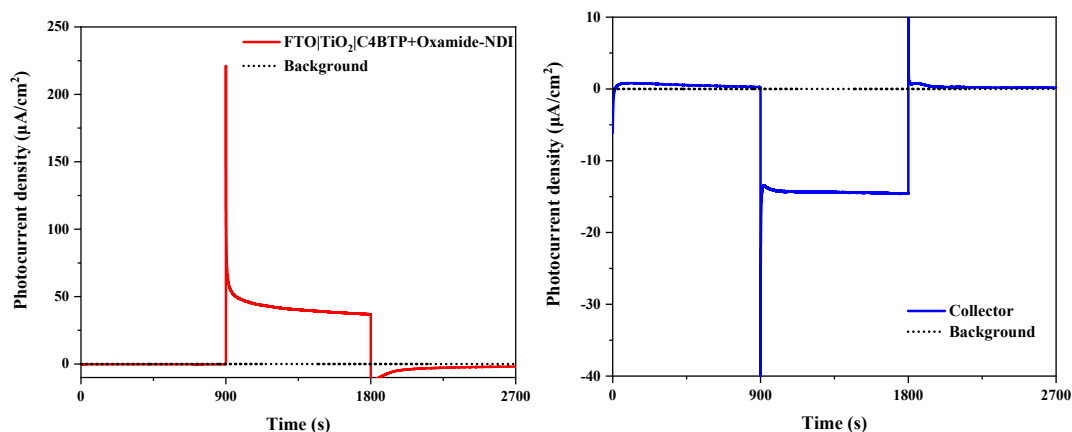 250
200
150
100
50
0
Photocurrent density (μA/cm²)
FTO|TiO₂|C4BTP+Oxamide-NDI
Background
0
900
1800
2700
Time (s)
10
0
-10
-20
-30
-40
Photocurrent density (μA/cm²)
Collector
Background
0
900
1800
2700
Time (s)